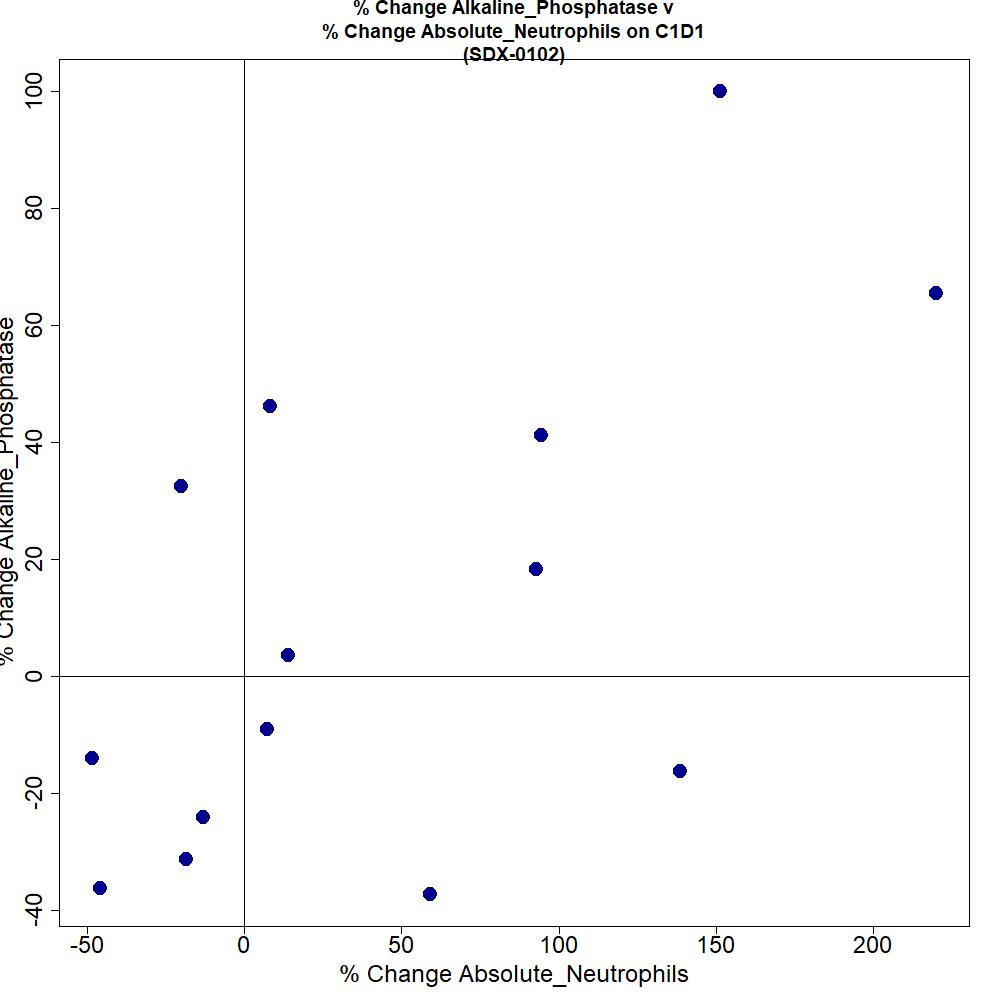 % Change Alkaline_Phosphatase v
% Change Absolute_Neutrophils on C1D1
(SDX-0102)
% Change Alkaline_Phosphatase
100
80
60
40
20
0
-20
-40
-50 0 50 100 150 200
% Change Absolute_Neutrophils